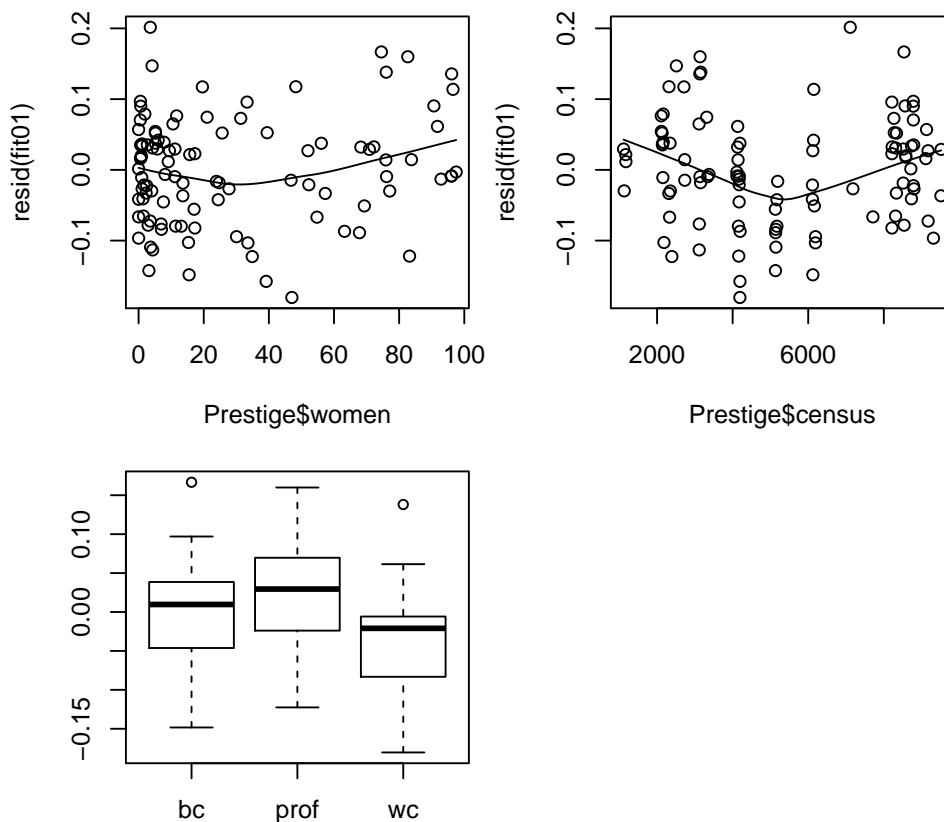 0.2
0.1
0.0
−0.1
resid(fit01)
0 20 40 60 80 100
Prestige$women
0.2
0.1
0.0
−0.1
resid(fit01)
2000 6000
Prestige$census
0.10
0.00
−0.15
bc prof wc